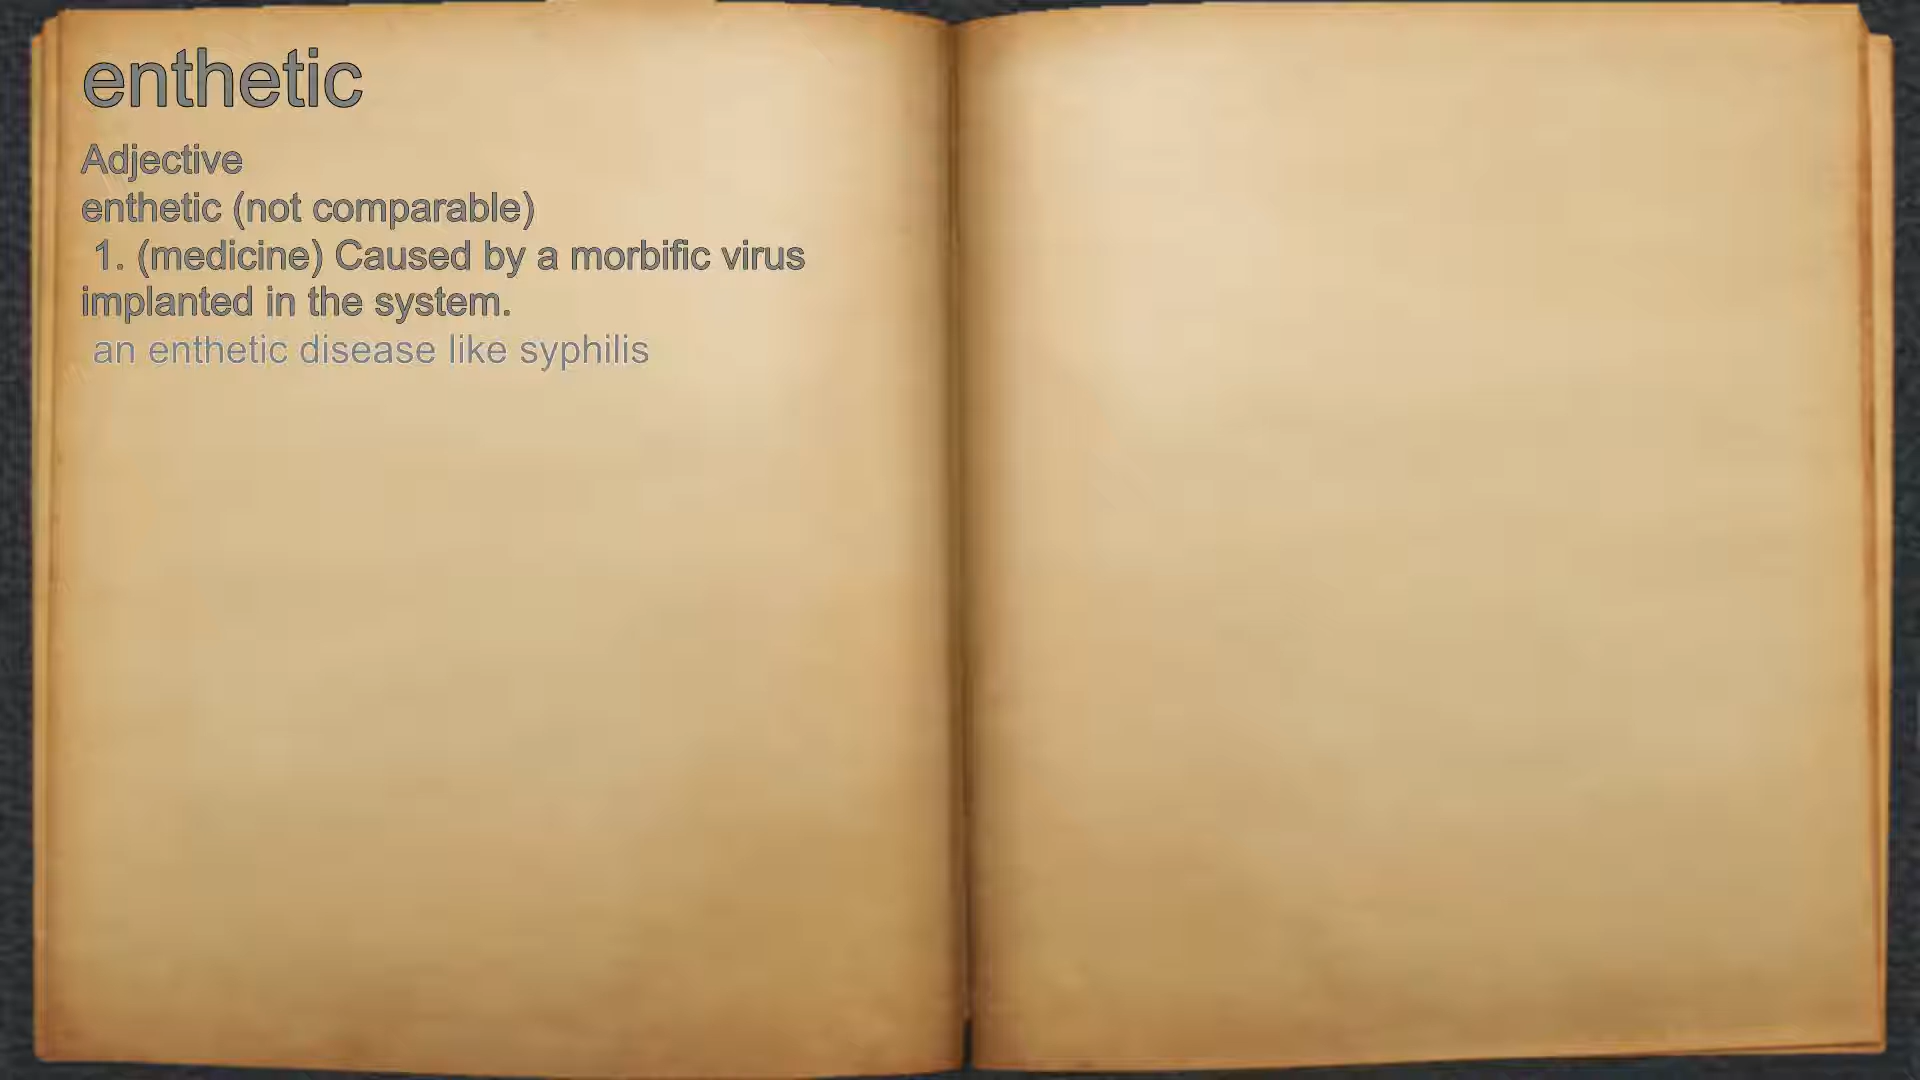 enthetic
Adjective
enthetic (not comparable)
1. (medicine) Caused by a morbific virus
implanted in the system.
an enthetic disease like syphilis